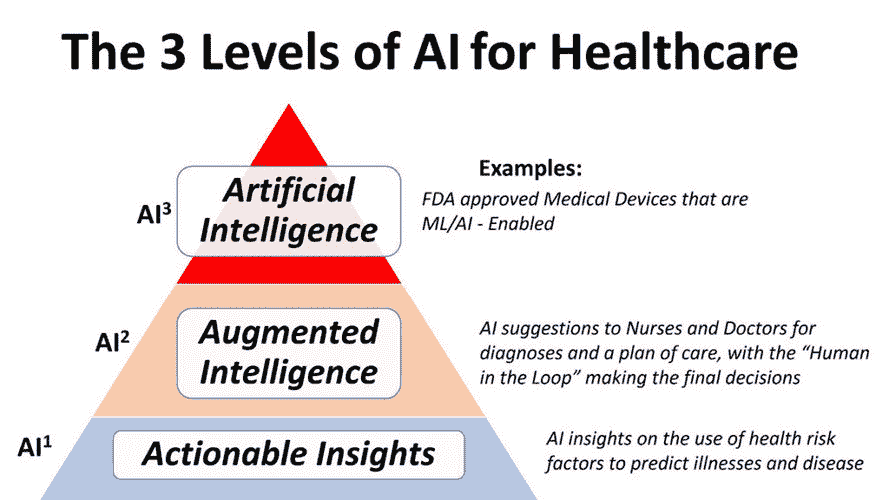 The 3 Levels of AI for Healthcare
Examples:
AI³
Artificial
Intelligence
FDA approved Medical Devices that are
ML/AI - Enabled
AI²
Augmented
Intelligence
AI suggestions to Nurses and Doctors for
diagnoses and a plan of care, with the “Human
in the Loop” making the final decisions
AI¹
Actionable Insights
AI insights on the use of health risk
factors to predict illnesses and disease